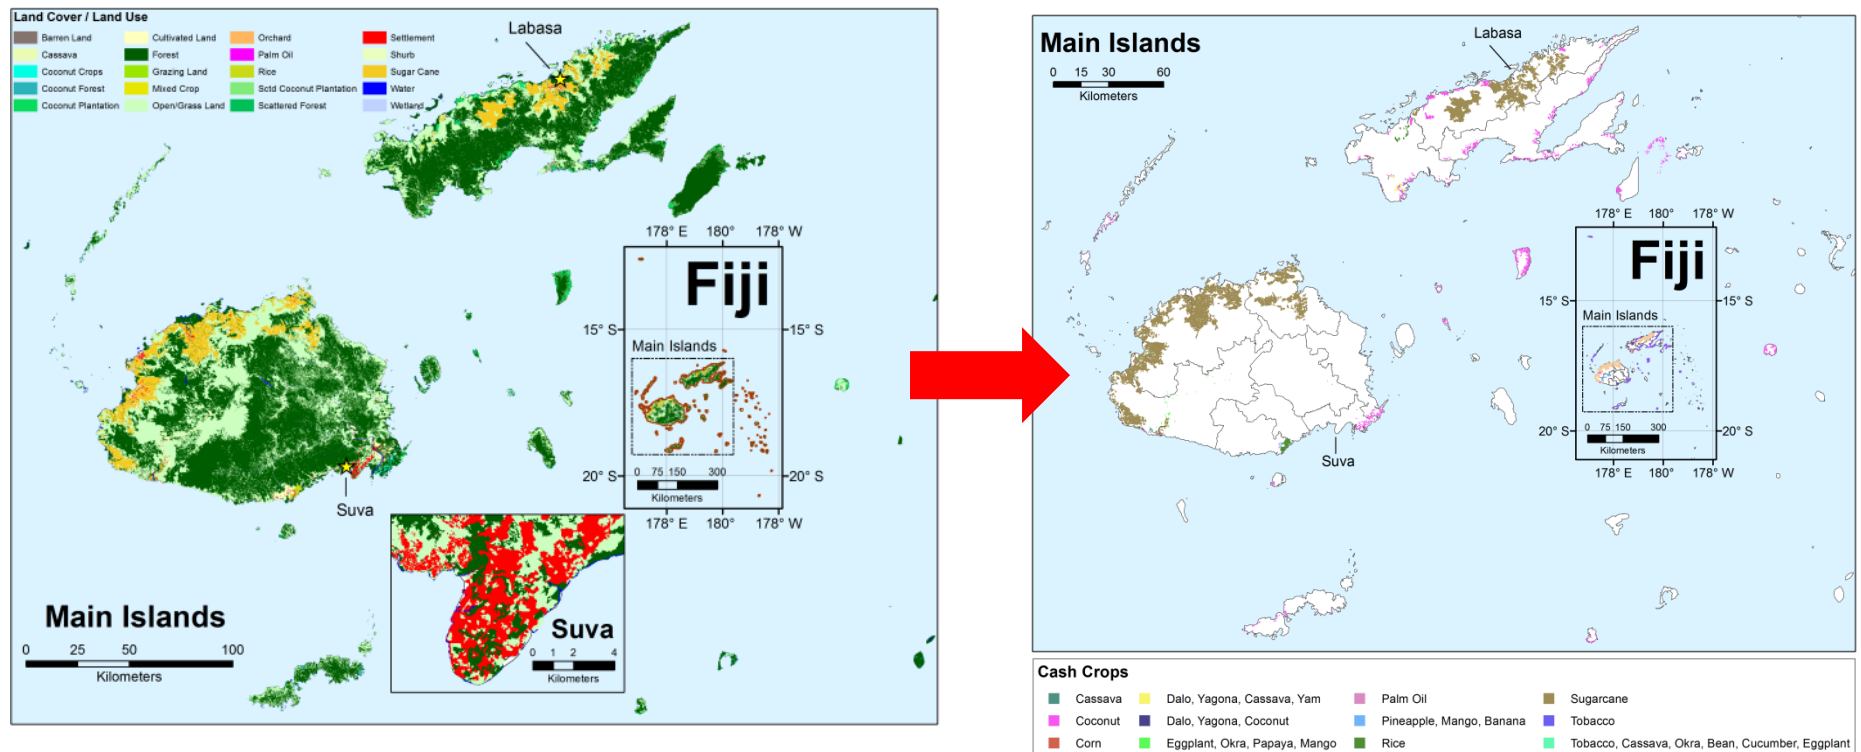 Land Cover / Land Use
Barren Land
Cultivated Land
Orchard
Settlement
Cassava
Forest
Palm Oil
Shurb
Coconut Crops
Grazing Land
Rice
Sugar Cane
Coconut Forest
Mixed Crop
Sctd Coconut Plantation
Water
Coconut Plantation
Open/Grass Land
Scattered Forest
Wetland
Labasa
178° E 180° 178° W
Fiji
15° S
Main Islands
0 75 150 300
Kilometers
20° S
178° E 180° 178° W
Suva
Suva
0 1 2 4
Kilometers
Main Islands
0 25 50 100
Kilometers
Main Islands
0 15 30 60
Kilometers
Labasa
178° E 180° 178° W
Fiji
15° S 15° S
Main Islands
0 75 150 300
Kilometers
20° S 20° S
178° E 180° 178° W
Suva
Cash Crops
Cassava
Dalo, Yagona, Cassava, Yam
Palm Oil
Sugarcane
Coconut
Dalo, Yagona, Coconut
Pineapple, Mango, Banana
Tobacco
Corn
Eggplant, Okra, Papaya, Mango
Rice
Tobacco, Cassava, Okra, Bean, Cucumber, Eggplant